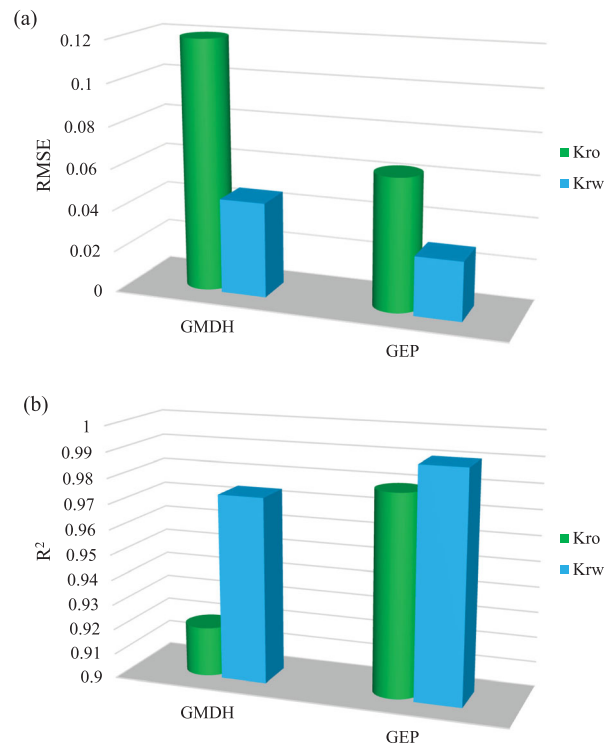 (a)
0.12
0.1
0.08
0.06
0.04
0.02
0
RMSE
GMDH
GEP
Kro
Krw
(b)
1
0.99
0.98
0.97
0.96
0.95
0.94
0.93
0.92
0.91
0.9
R²
GMDH
GEP
Kro
Krw